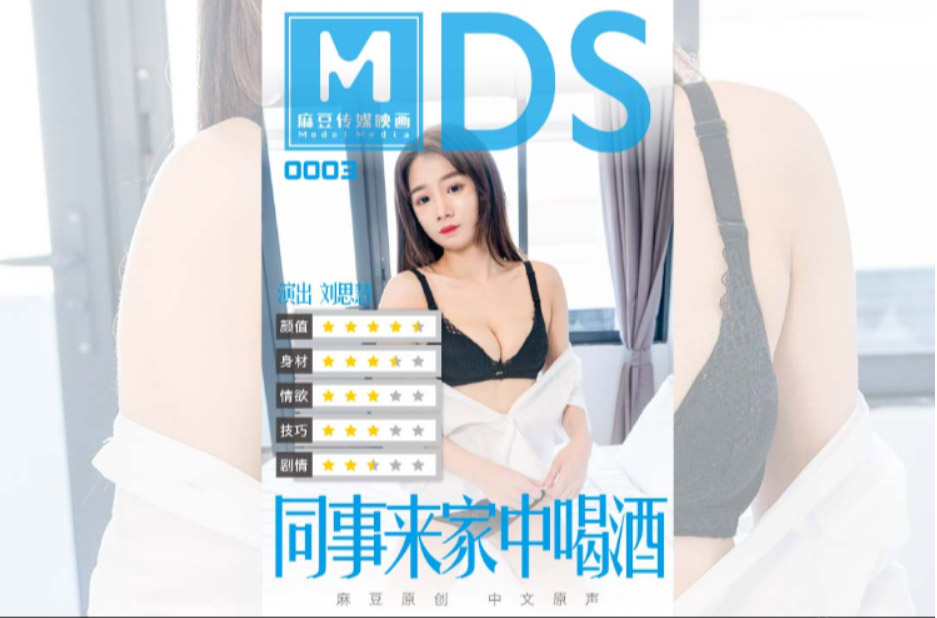 MDS
麻豆传媒映画
Model Media
0003
演出 刘思慧
颜值
身材
情欲
技巧
剧情
同事来家中喝酒
麻豆原创 中文原声